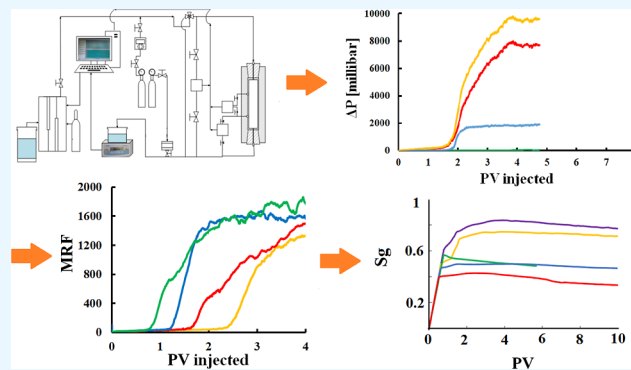 10000
8000
6000
4000
2000
0
ΔP [millibar]
0 1 2 3 4 5 6 7
PV injected
2000
1600
1200
800
400
0
MRF
0 1 2 3 4
PV injected
1
0.6
0.2
Sg
0 2 4 6 8 10
PV